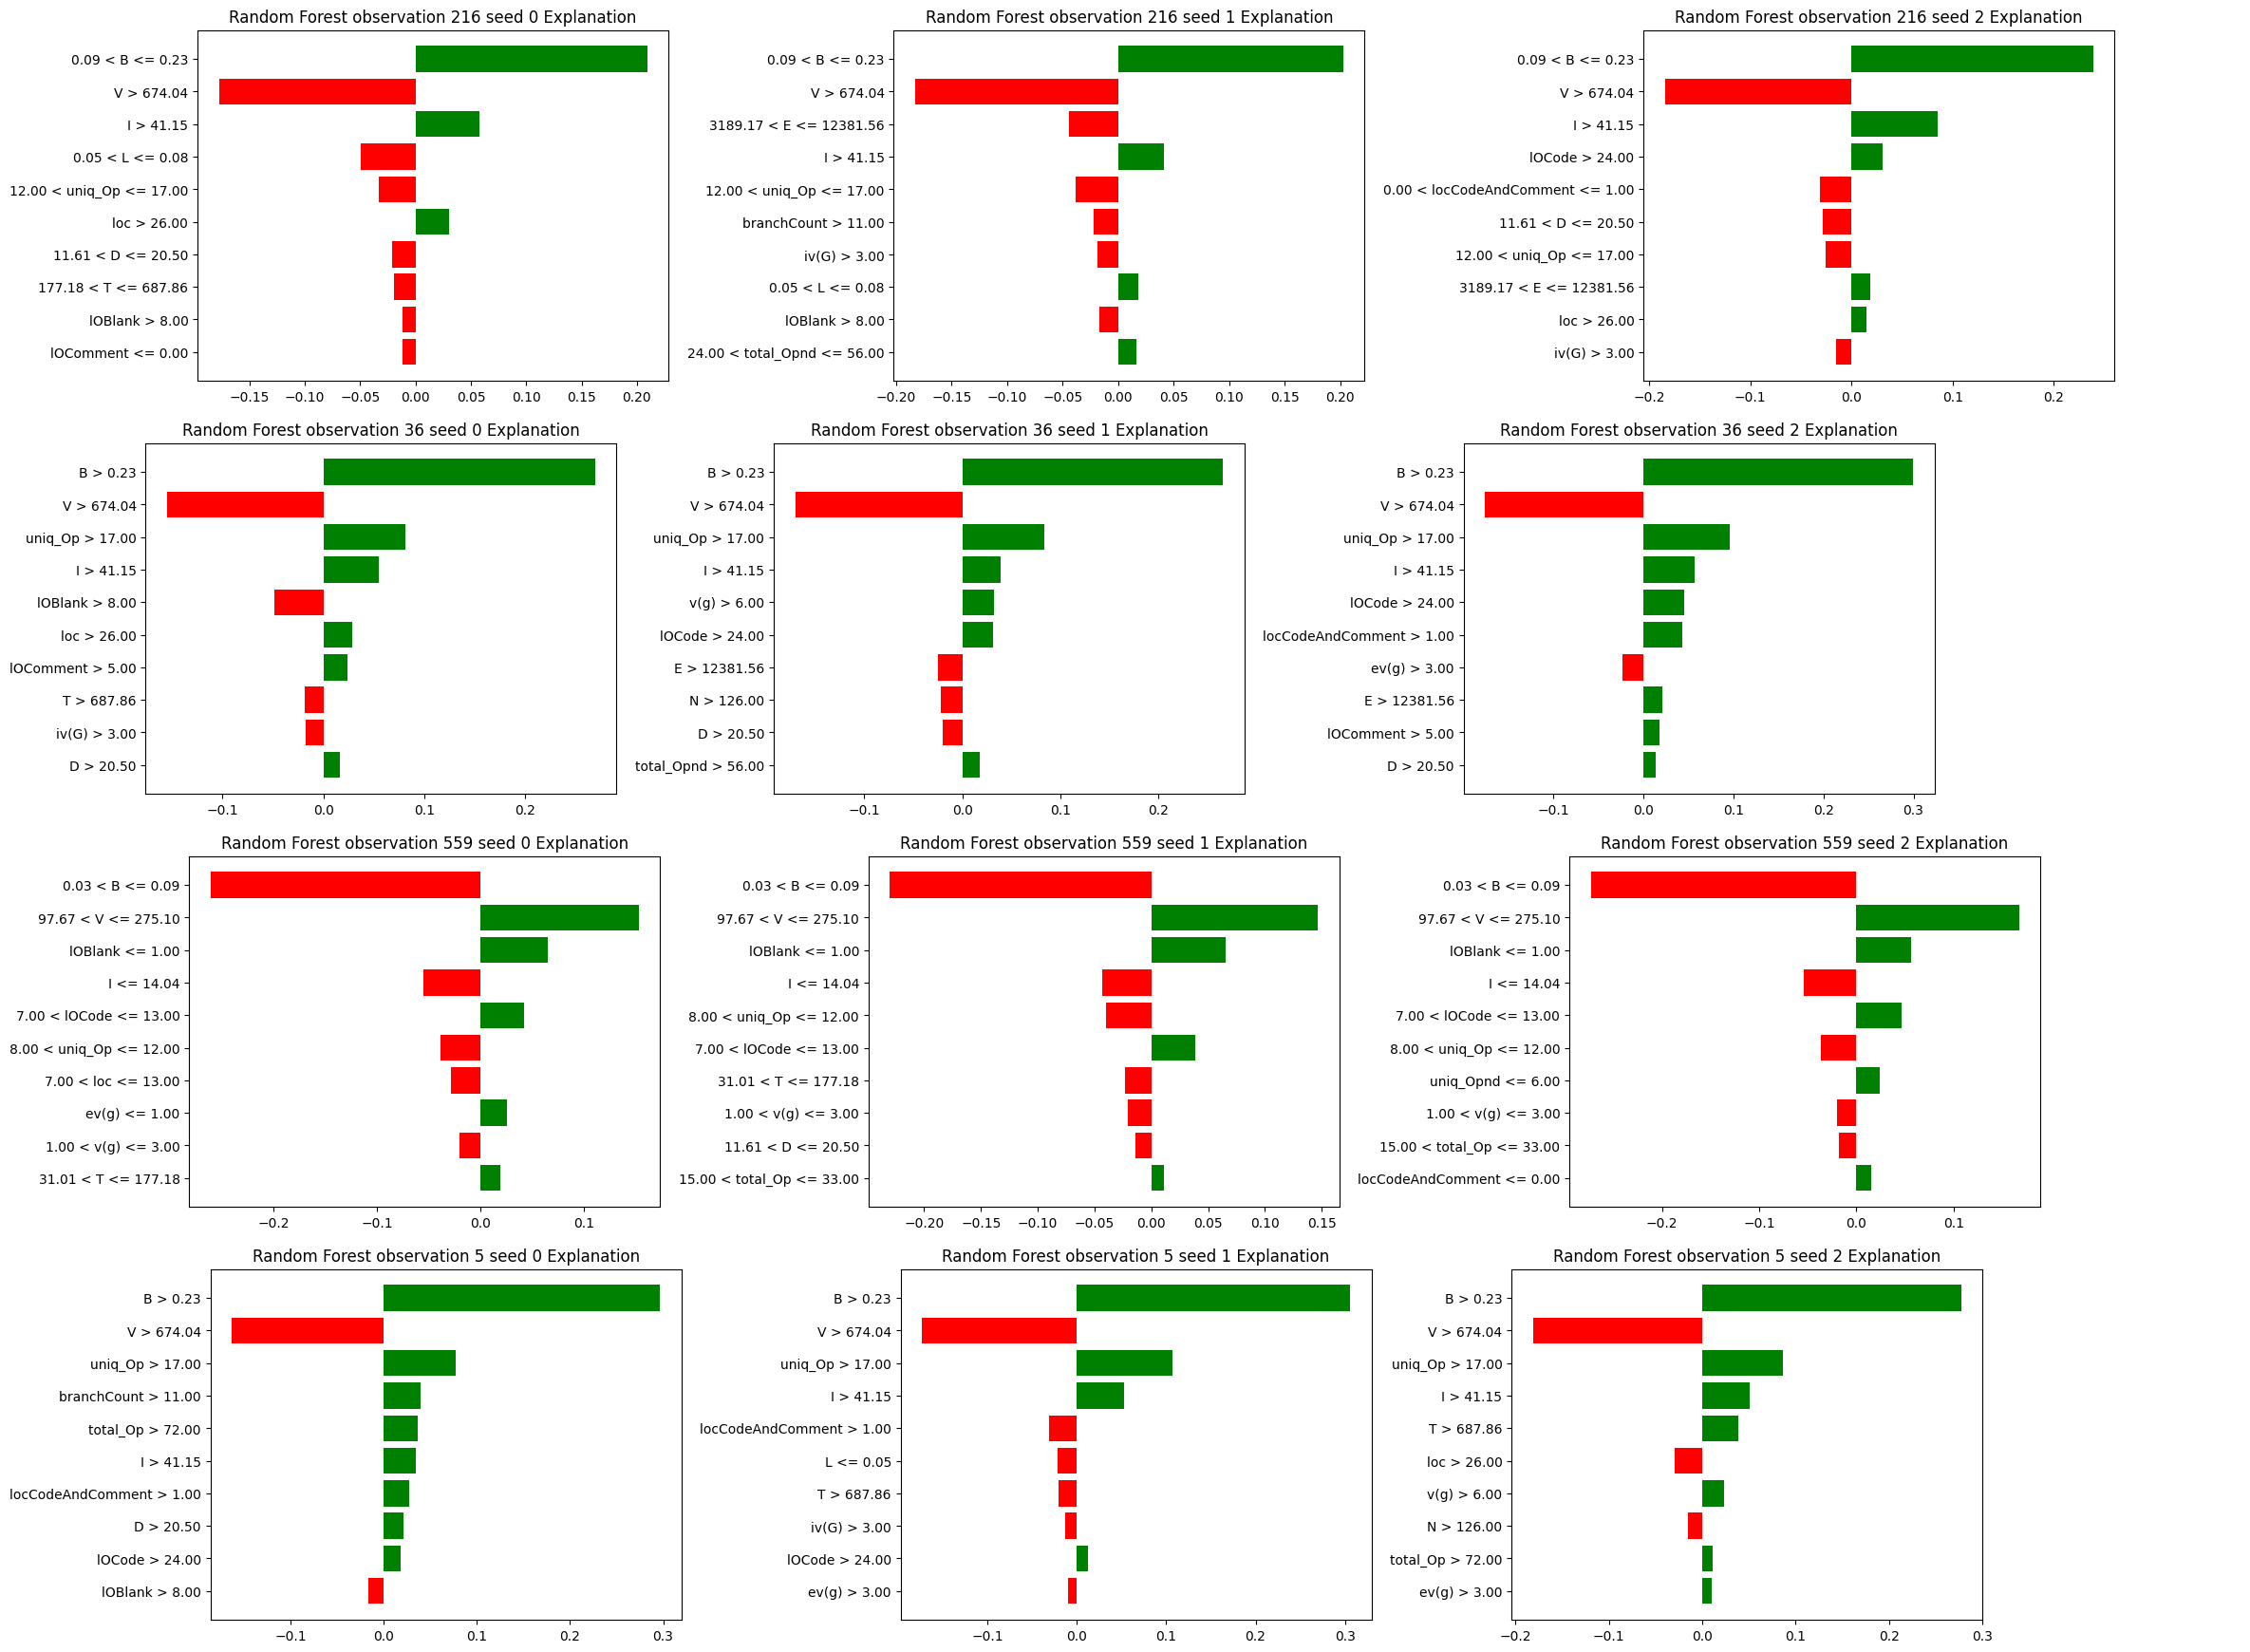 Random Forest observation 216 seed 0 Explanation
0.09 < B <= 0.23
V > 674.04
I > 41.15
0.05 < L <= 0.08
12.00 < uniq_Op <= 17.00
loc > 26.00
11.61 < D <= 20.50
177.18 < T <= 687.86
lOBlank > 8.00
lOComment <= 0.00
−0.15 −0.10 −0.05 0.00 0.05 0.10 0.15 0.20
Random Forest observation 216 seed 1 Explanation
0.09 < B <= 0.23
V > 674.04
3189.17 < E <= 12381.56
I > 41.15
12.00 < uniq_Op <= 17.00
branchCount > 11.00
iv(G) > 3.00
0.05 < L <= 0.08
lOBlank > 8.00
24.00 < total_Opnd <= 56.00
−0.20 −0.15 −0.10 −0.05 0.00 0.05 0.10 0.15 0.20
Random Forest observation 216 seed 2 Explanation
0.09 < B <= 0.23
V > 674.04
I > 41.15
lOCode > 24.00
0.00 < locCodeAndComment <= 1.00
11.61 < D <= 20.50
12.00 < uniq_Op <= 17.00
3189.17 < E <= 12381.56
loc > 26.00
iv(G) > 3.00
−0.2 −0.1 0.0 0.1 0.2
Random Forest observation 36 seed 0 Explanation
B > 0.23
V > 674.04
uniq_Op > 17.00
I > 41.15
lOBlank > 8.00
loc > 26.00
lOComment > 5.00
T > 687.86
iv(G) > 3.00
D > 20.50
−0.1 0.0 0.1 0.2
Random Forest observation 36 seed 1 Explanation
B > 0.23
V > 674.04
uniq_Op > 17.00
I > 41.15
v(g) > 6.00
lOCode > 24.00
E > 12381.56
N > 126.00
D > 20.50
total_Opnd > 56.00
−0.1 0.0 0.1 0.2
Random Forest observation 36 seed 2 Explanation
B > 0.23
V > 674.04
uniq_Op > 17.00
I > 41.15
lOCode > 24.00
locCodeAndComment > 1.00
ev(g) > 3.00
E > 12381.56
lOComment > 5.00
D > 20.50
−0.1 0.0 0.1 0.2 0.3
Random Forest observation 559 seed 0 Explanation
0.03 < B <= 0.09
97.67 < V <= 275.10
lOBlank <= 1.00
I <= 14.04
7.00 < lOCode <= 13.00
8.00 < uniq_Op <= 12.00
7.00 < loc <= 13.00
ev(g) <= 1.00
1.00 < v(g) <= 3.00
31.01 < T <= 177.18
−0.2 −0.1 0.0 0.1
Random Forest observation 559 seed 1 Explanation
0.03 < B <= 0.09
97.67 < V <= 275.10
lOBlank <= 1.00
I <= 14.04
8.00 < uniq_Op <= 12.00
7.00 < lOCode <= 13.00
31.01 < T <= 177.18
1.00 < v(g) <= 3.00
11.61 < D <= 20.50
15.00 < total_Op <= 33.00
−0.20 −0.15 −0.10 −0.05 0.00 0.05 0.10 0.15
Random Forest observation 559 seed 2 Explanation
0.03 < B <= 0.09
97.67 < V <= 275.10
lOBlank <= 1.00
I <= 14.04
7.00 < lOCode <= 13.00
8.00 < uniq_Op <= 12.00
uniq_Opnd <= 6.00
1.00 < v(g) <= 3.00
15.00 < total_Op <= 33.00
locCodeAndComment <= 0.00
−0.2 −0.1 0.0 0.1
Random Forest observation 5 seed 0 Explanation
B > 0.23
V > 674.04
uniq_Op > 17.00
branchCount > 11.00
total_Op > 72.00
I > 41.15
locCodeAndComment > 1.00
D > 20.50
lOCode > 24.00
lOBlank > 8.00
−0.1 0.0 0.1 0.2 0.3
Random Forest observation 5 seed 1 Explanation
B > 0.23
V > 674.04
uniq_Op > 17.00
I > 41.15
locCodeAndComment > 1.00
L <= 0.05
T > 687.86
iv(G) > 3.00
lOCode > 24.00
ev(g) > 3.00
−0.1 0.0 0.1 0.2 0.3
Random Forest observation 5 seed 2 Explanation
B > 0.23
V > 674.04
uniq_Op > 17.00
I > 41.15
T > 687.86
loc > 26.00
v(g) > 6.00
N > 126.00
total_Op > 72.00
ev(g) > 3.00
−0.2 −0.1 0.0 0.1 0.2 0.3